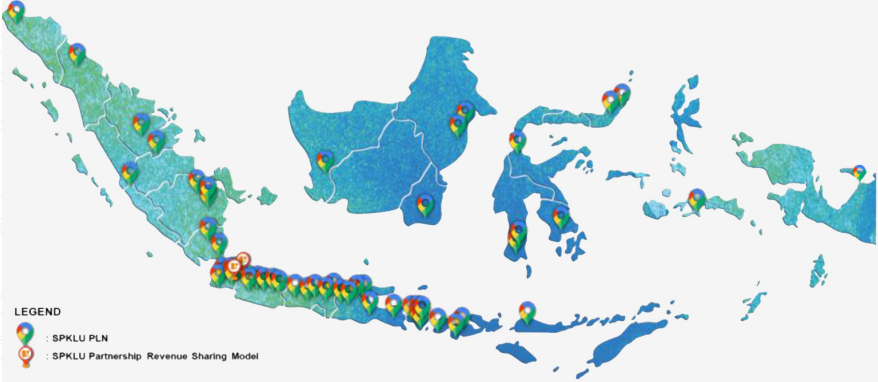 LEGEND
: SPKLU PLN
: SPKLU Partnership Revenue Sharing Model